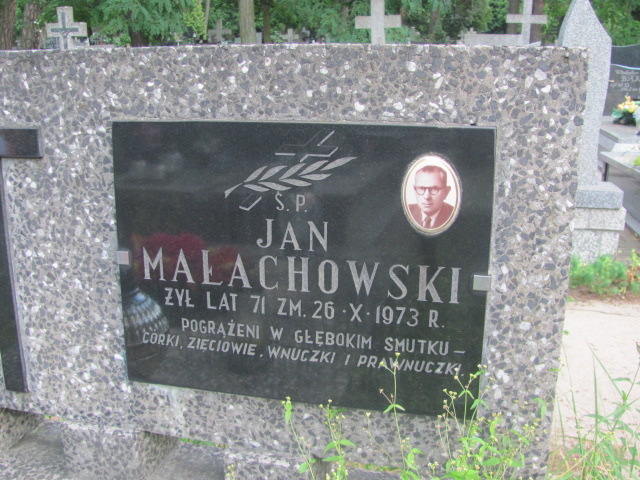 Ś.P.
JAN
MAŁACHOWSKI
ŻYŁ LAT 71 ZM. 26·X·1973 R.
POGRĄŻENI W GŁĘBOKIM SMUTKU–
CÓRKI, ZIĘCIOWIE, WNUCZKI I PRAWNUCZKI